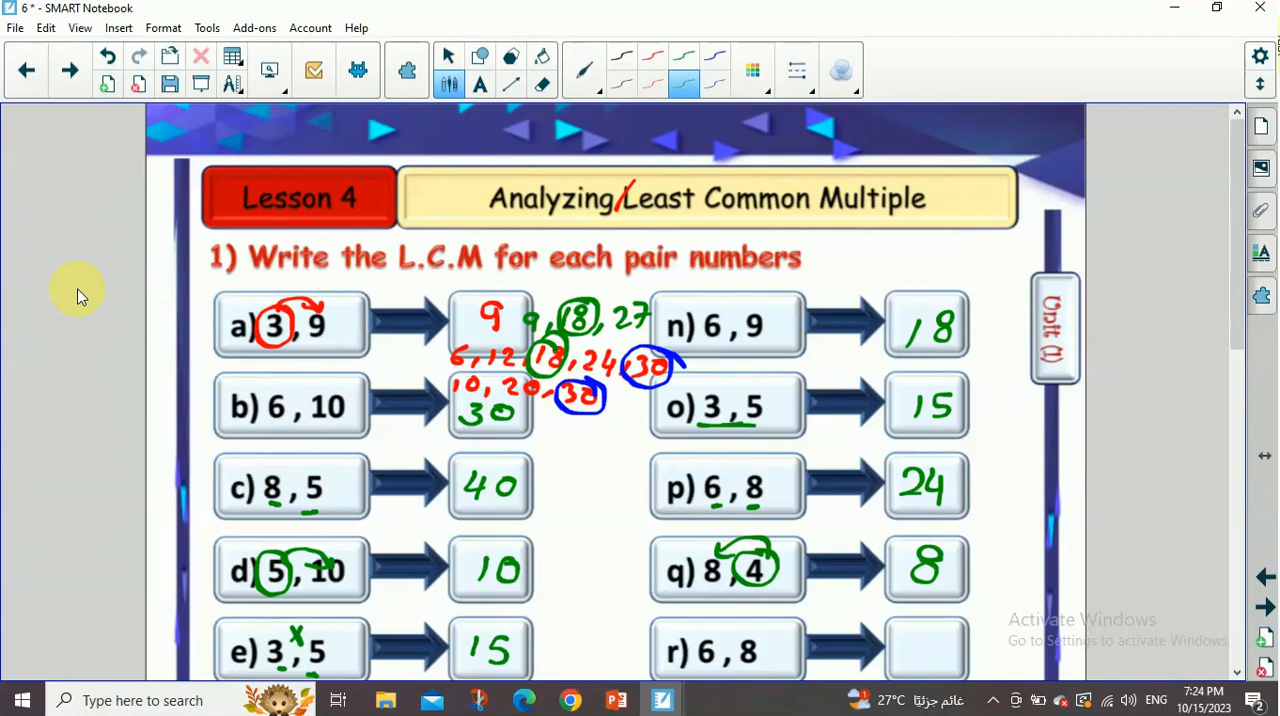 6 * - SMART Notebook
File Edit View Insert Format Tools Add-ons Account Help
Lesson 4
Analyzing/Least Common Multiple
1) Write the L.C.M for each pair numbers
Unit (1)
a) 3 , 9
9
9, 18, 27
n) 6 , 9
18
6, 12, 18, 24, 30
10, 20, 30
b) 6 , 10
30
o) 3 , 5
15
c) 8 , 5
40
p) 6 , 8
24
d) 5 , 10
10
q) 8 , 4
8
e) 3 , 5
x
15
r) 6 , 8
Activate Windows
Go to Settings to activate Windows.
Type here to search
27°C غائم جزئيًا
ENG
7:24 PM
10/15/2023
2